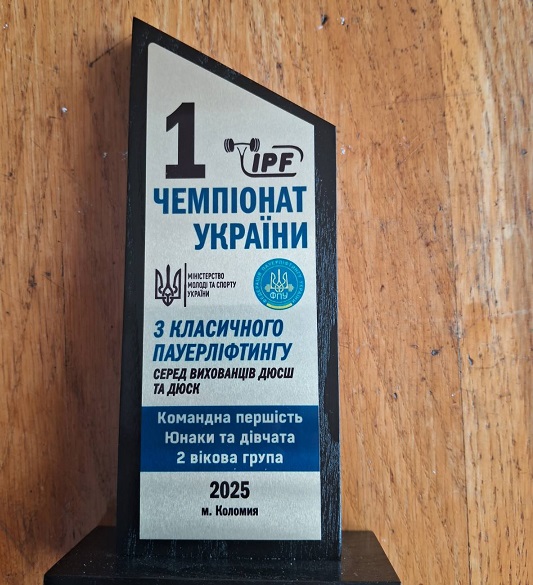 1
IPF
ЧЕМПІОНАТ
УКРАЇНИ
МІНІСТЕРСТВО
МОЛОДІ ТА СПОРТУ
УКРАЇНИ
ФПУ
З КЛАСИЧНОГО
ПАУЕРЛІФТИНГУ
СЕРЕД ВИХОВАНЦІВ ДЮСШ
ТА ДЮСК
Командна першість
Юнаки та дівчата
2 вікова група
2025
м. Коломия